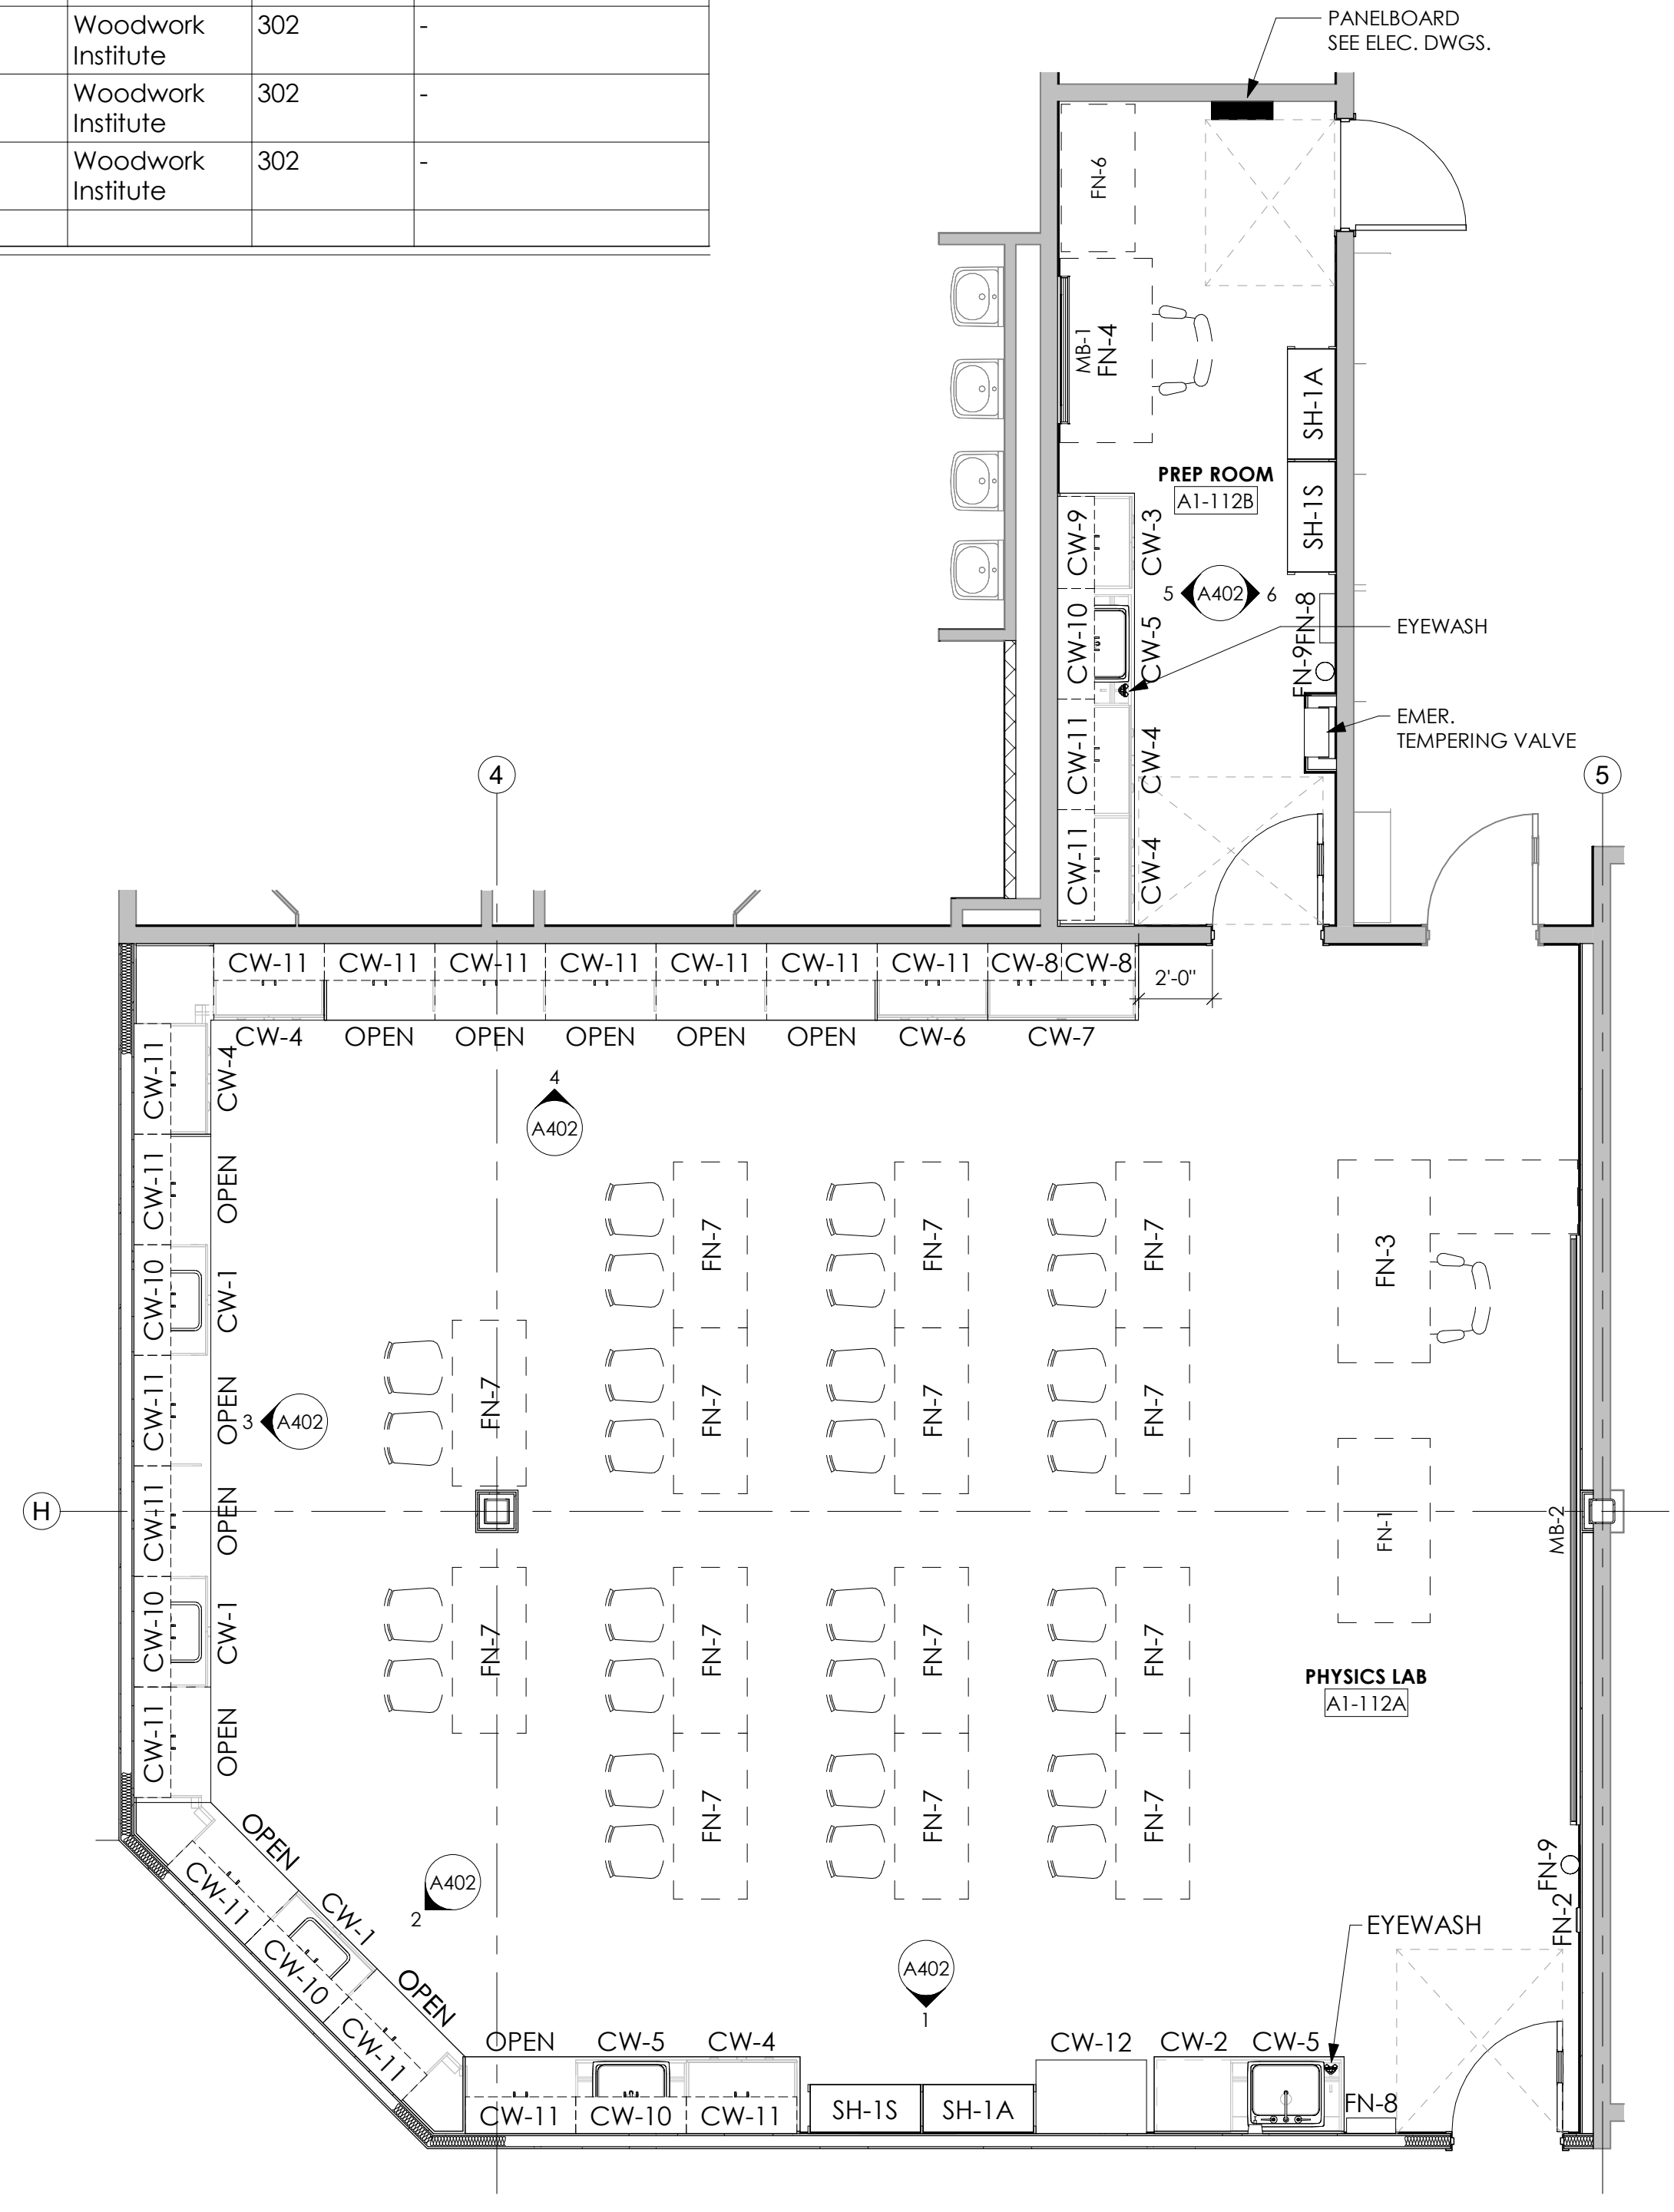 Woodwork
Institute
302
-
Woodwork
Institute
302
-
Woodwork
Institute
302
-
PANELBOARD
SEE ELEC. DWGS.
FN-6
MB-1
FN-4
SH-1A
PREP ROOM
A1-112B
SH-1S
CW-9
CW-3
5
A402
6
CW-10
CW-5
FN-8
EYEWASH
FN-9
CW-11
CW-4
EMER.
TEMPERING VALVE
4
5
CW-11
CW-4
CW-11
CW-11
CW-11
CW-11
CW-11
CW-11
CW-11
CW-8
CW-8
2'-0"
CW-4
OPEN
OPEN
OPEN
OPEN
OPEN
CW-6
CW-7
CW-11
CW-4
4
A402
CW-11
OPEN
FN-7
FN-7
FN-7
FN-3
CW-10
CW-1
FN-7
FN-7
FN-7
FN-7
CW-11
OPEN
3
A402
H
CW-11
OPEN
FN-1
MB-2
CW-10
CW-1
FN-7
FN-7
FN-7
FN-7
PHYSICS LAB
A1-112A
CW-11
OPEN
FN-7
FN-7
FN-7
OPEN
CW-11
FN-9
A402
2
CW-1
FN-2
EYEWASH
CW-10
OPEN
A402
1
CW-11
OPEN
CW-5
CW-4
CW-12
CW-2
CW-5
CW-11
CW-10
CW-11
SH-1S
SH-1A
FN-8